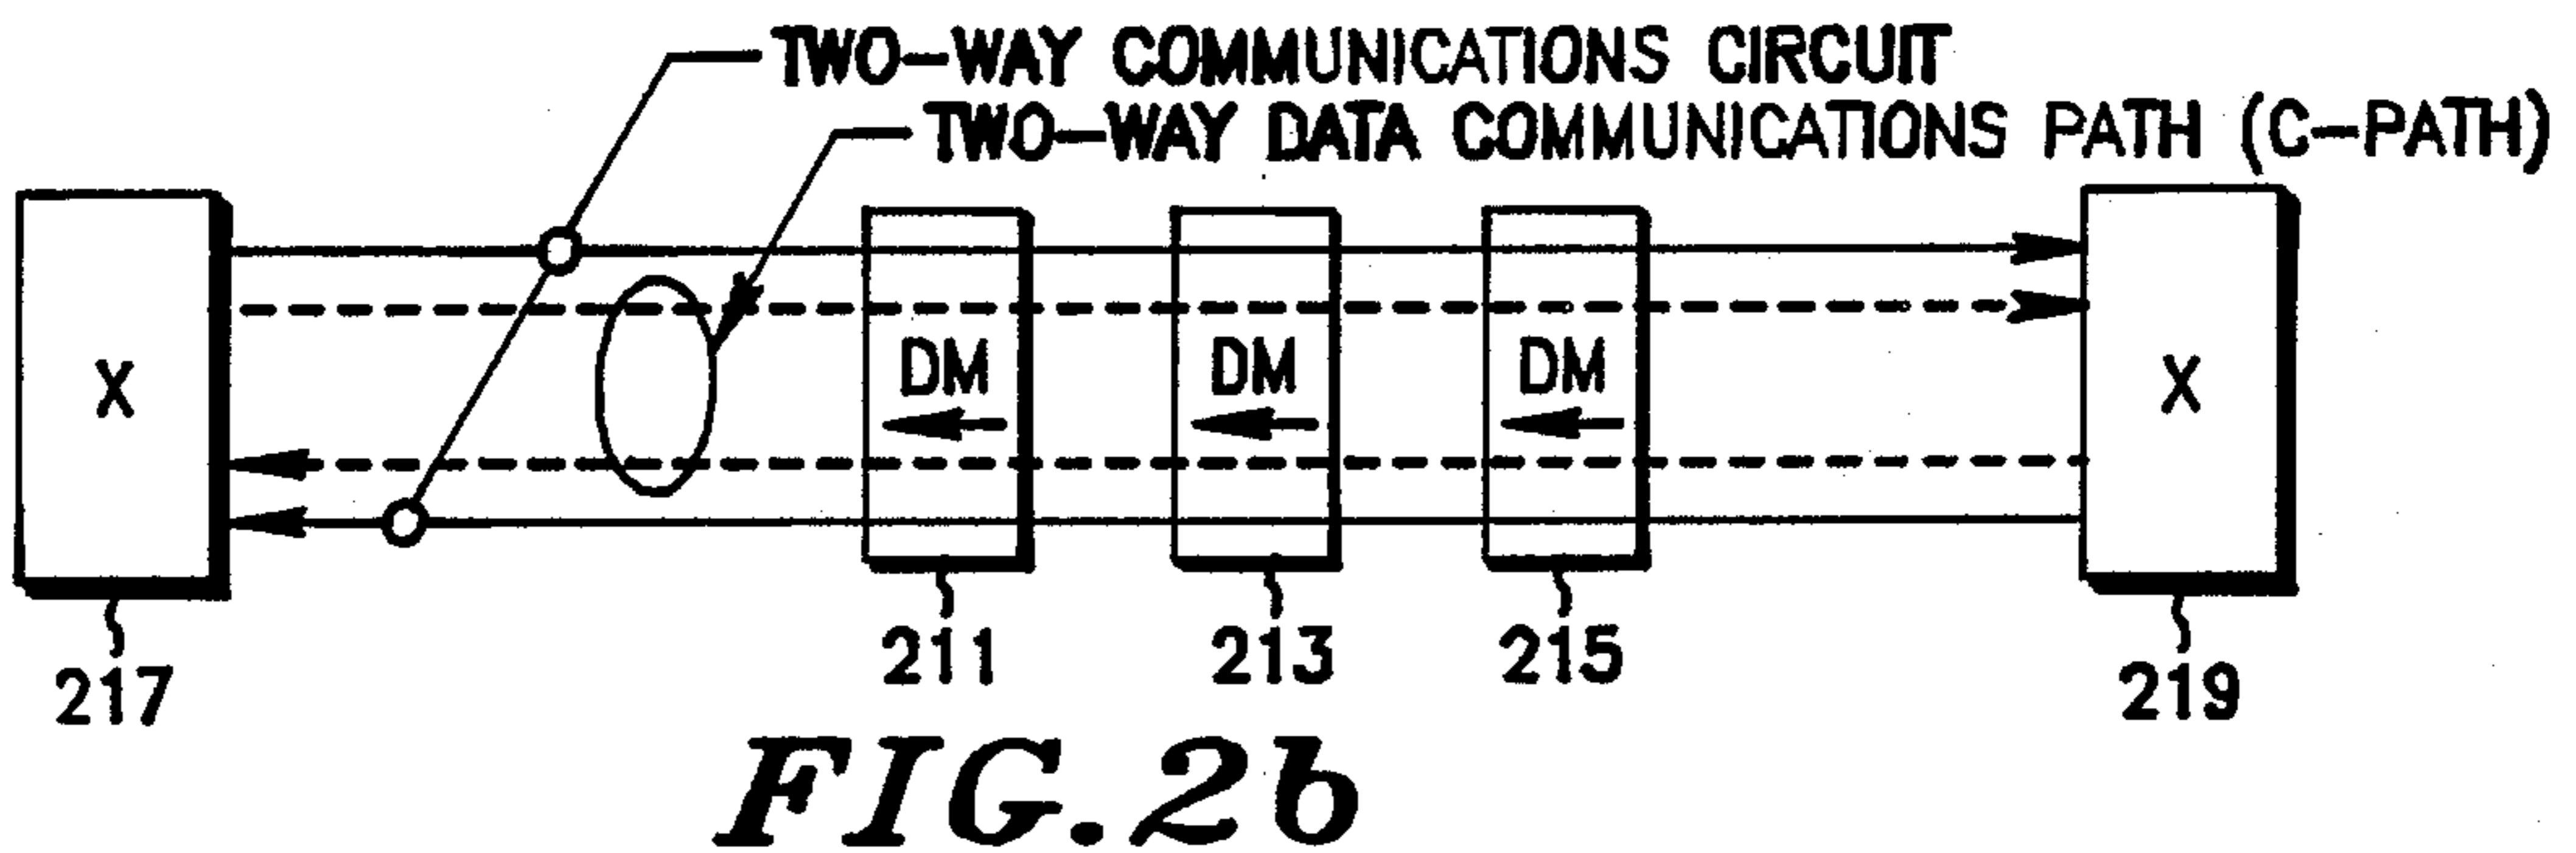 TWO-WAY COMMUNICATIONS CIRCUIT
TWO-WAY DATA COMMUNICATIONS PATH (C-PATH)
X
DM
DM
DM
X
217
211
213
215
219
FIG.2b